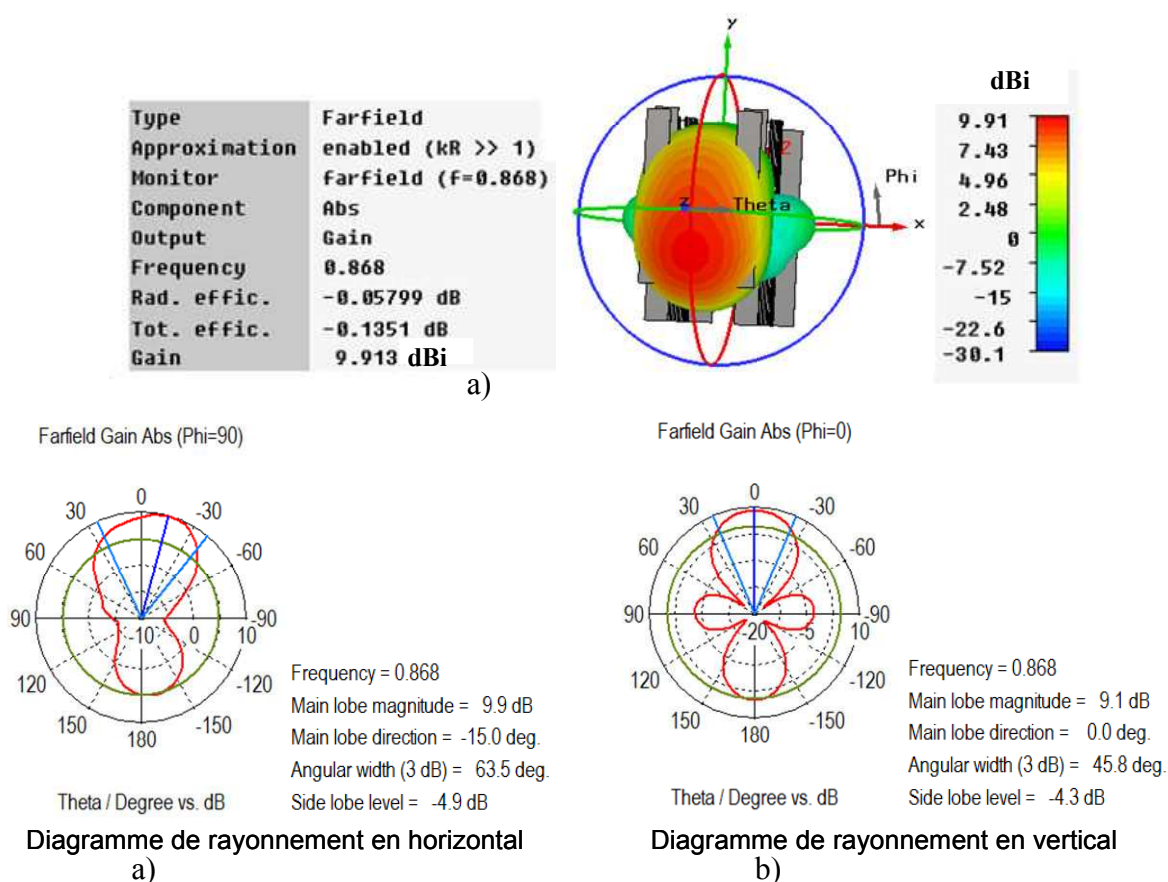 Type Farfield
Approximation enabled (kR >> 1)
Monitor farfield (f=0.868)
Component Abs
Output Gain
Frequency 0.868
Rad. effic. -0.05799 dB
Tot. effic. -0.1351 dB
Gain 9.913 dBi
a)
y
z
Theta
Phi
x
dBi
9.91
7.43
4.96
2.48
0
-7.52
-15
-22.6
-30.1
Farfield Gain Abs (Phi=90)
0
30 -30
60 -60
90 -90
-10 0 10
120 -120
150 -150
180
Frequency = 0.868
Main lobe magnitude = 9.9 dB
Main lobe direction = -15.0 deg.
Angular width (3 dB) = 63.5 deg.
Side lobe level = -4.9 dB
Theta / Degree vs. dB
Diagramme de rayonnement en horizontal
a)
Farfield Gain Abs (Phi=0)
0
30 -30
60 -60
90 -90
-20 -5 10
120 -120
150 -150
180
Frequency = 0.868
Main lobe magnitude = 9.1 dB
Main lobe direction = 0.0 deg.
Angular width (3 dB) = 45.8 deg.
Side lobe level = -4.3 dB
Theta / Degree vs. dB
Diagramme de rayonnement en vertical
b)